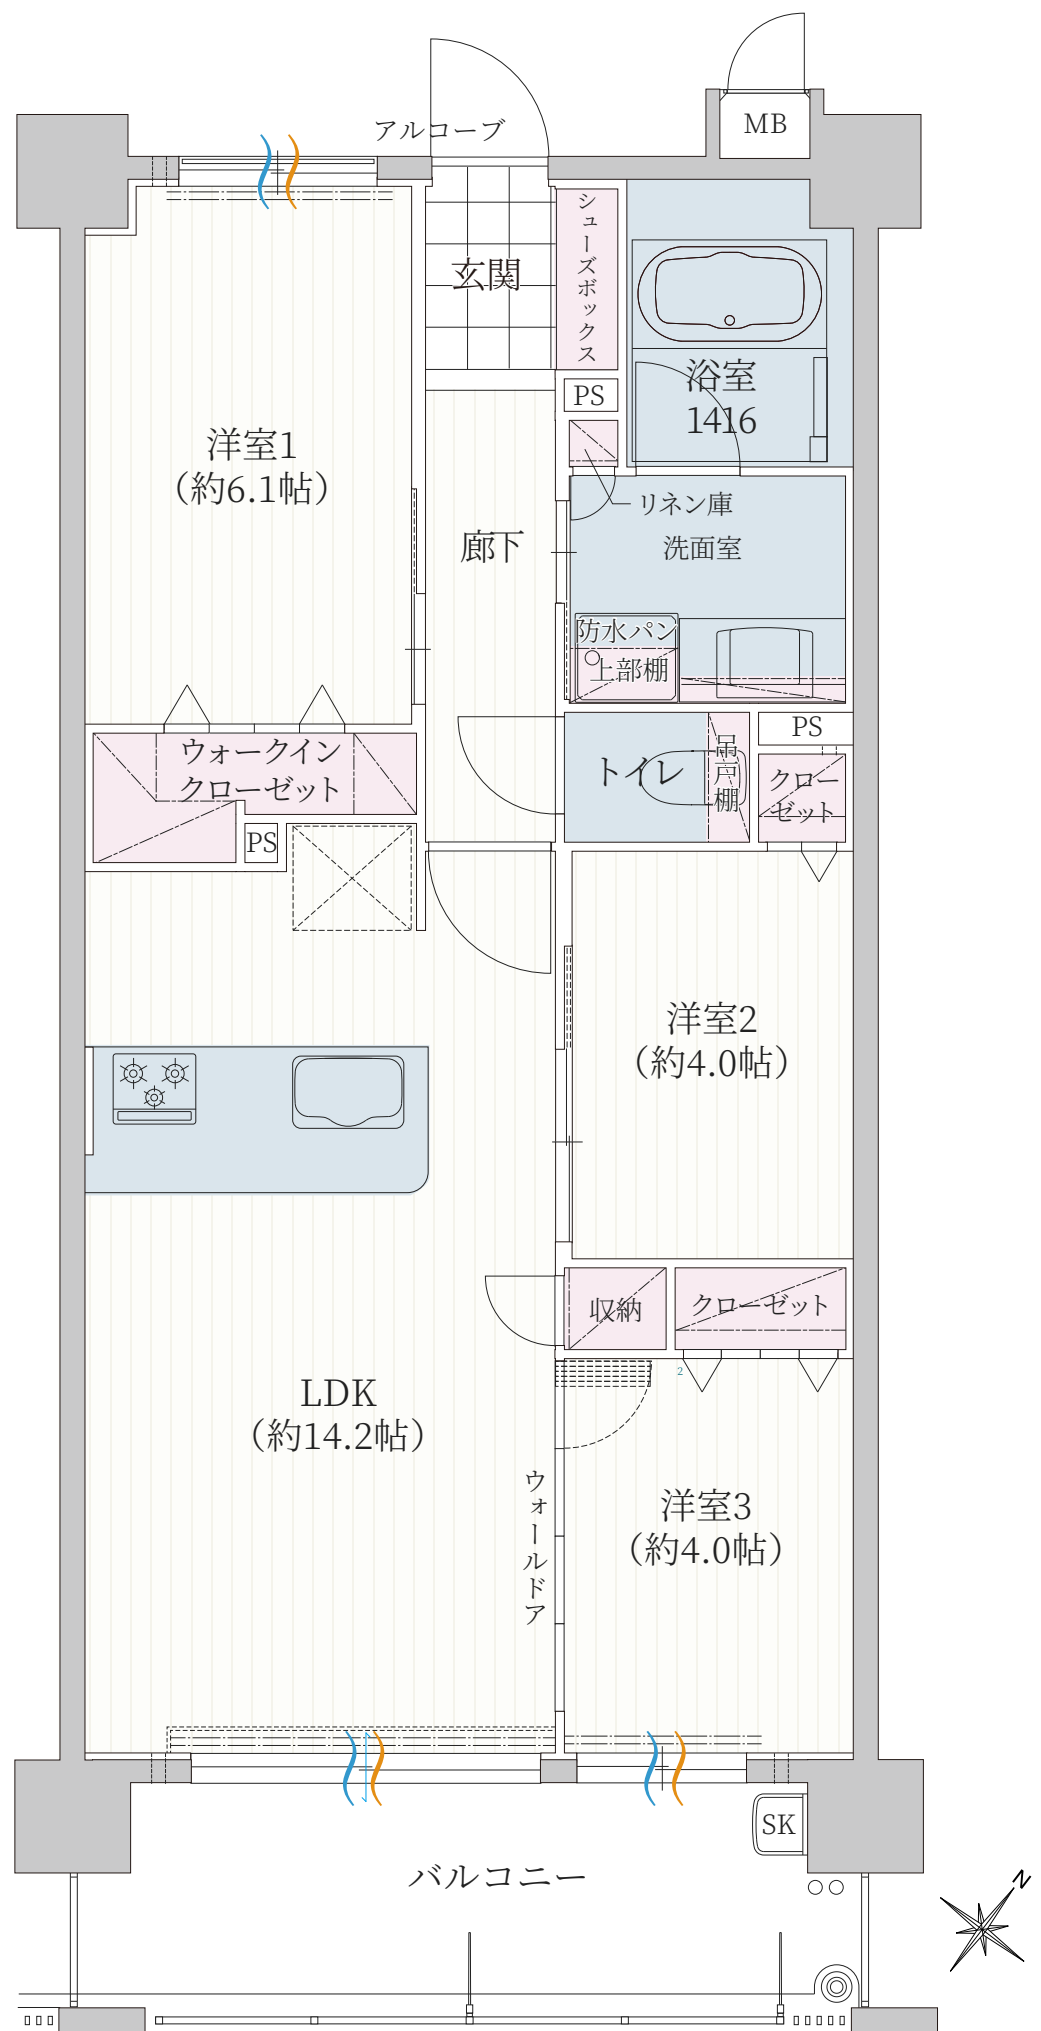 MB
アルコーブ
シューズボックス
玄関
浴室
1416
PS
洋室1
(約6.1帖)
リネン庫
廊下
洗面室
防水パン
上部棚
PS
ウォークイン
クローゼット
トイレ
吊戸棚
クロー
ゼット
PS
洋室2
(約4.0帖)
収納
クローゼット
2
LDK
(約14.2帖)
ウォールドア
洋室3
(約4.0帖)
SK
バルコニー
N